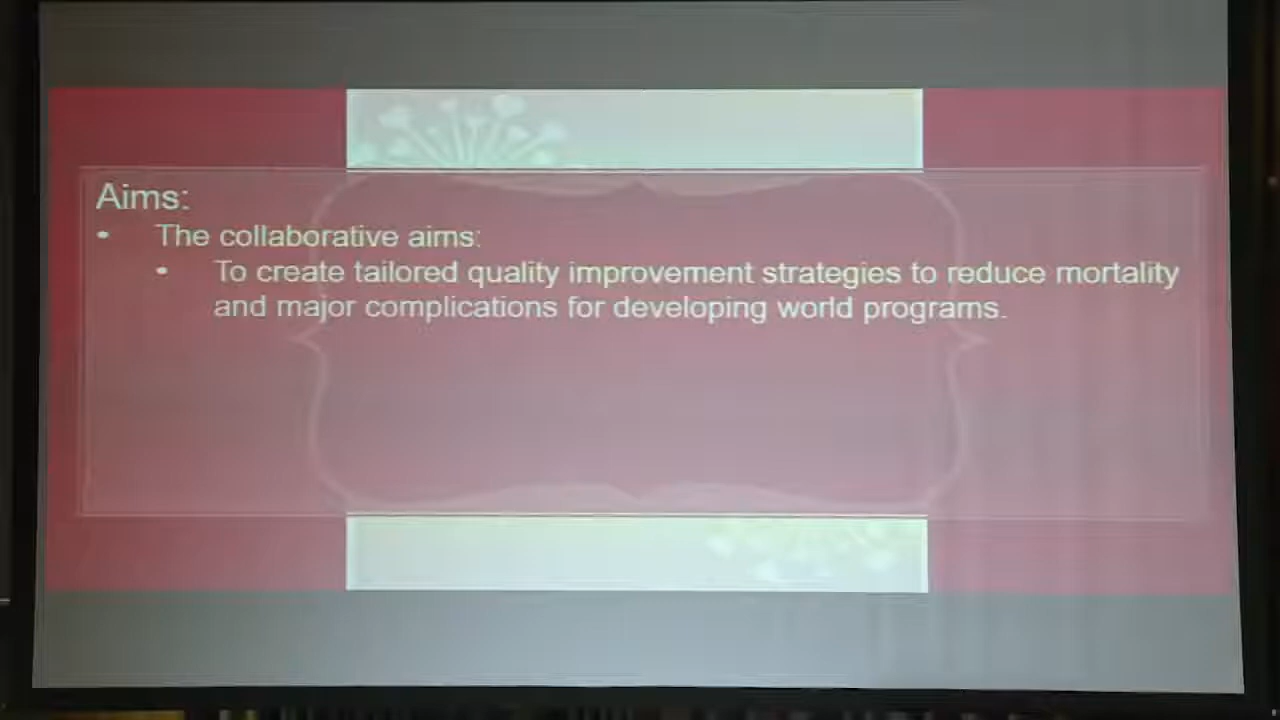 Aims:
• The collaborative aims:
• To create tailored quality improvement strategies to reduce mortality
and major complications for developing world programs.